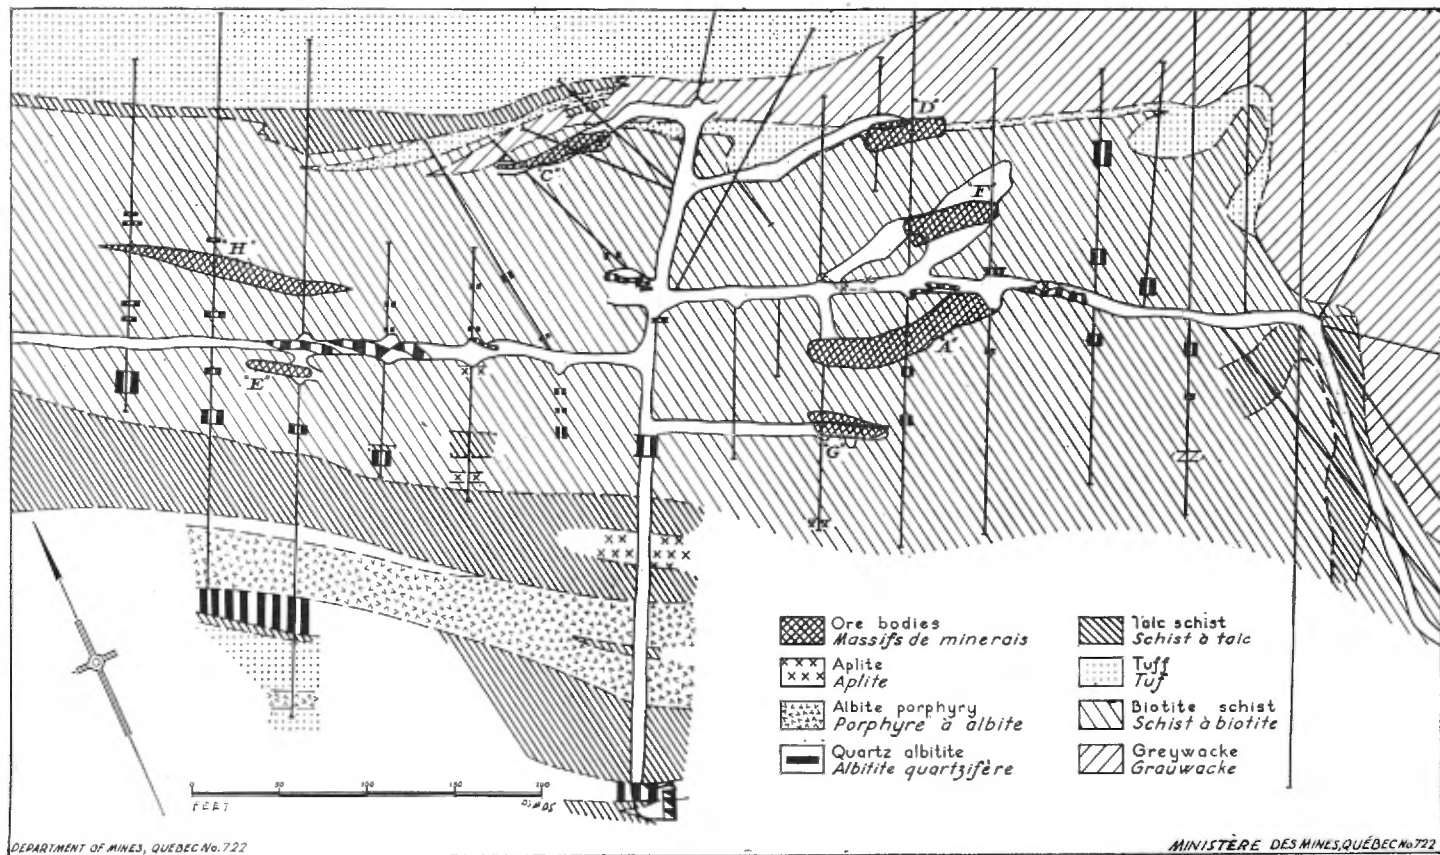 "D"
"F"
"C"
"H"
"A"
"E"
"G"
Ore bodies
Massifs de minerais
Aplite
Aplite
Albite porphyry
Porphyre à albite
Quartz albitite
Albitite quartzifère
Talc schist
Schist à talc
Tuff
Tuf
Biotite schist
Schist à biotite
Greywacke
Grauwacke
0 50 100 150 200
FEET PIEDS
DEPARTMENT OF MINES, QUEBEC No. 722
MINISTÈRE DES MINES, QUÉBEC No 722